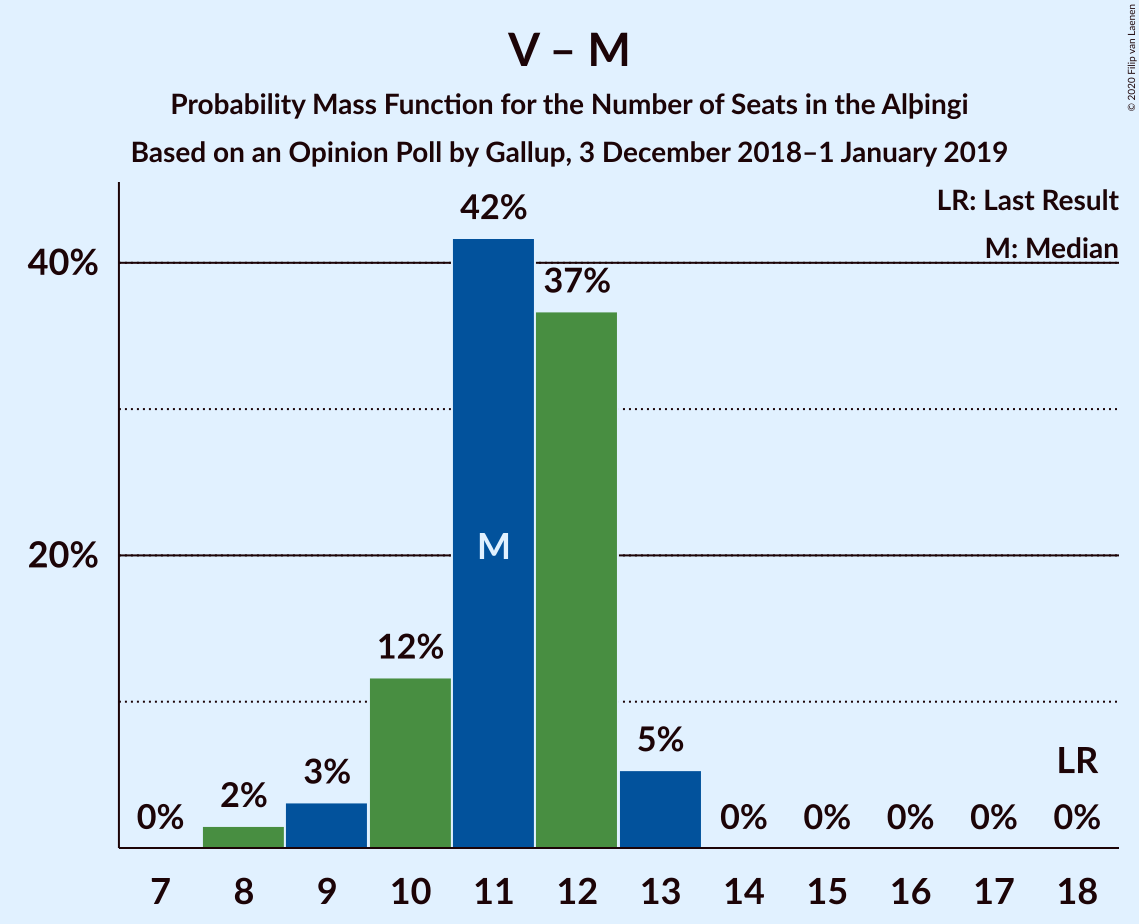 V – M
Probability Mass Function for the Number of Seats in the Alþingi
Based on an Opinion Poll by Gallup, 3 December 2018–1 January 2019
© 2020 Filip van Laenen
LR: Last Result
M: Median
40%
20%
0%
2%
3%
12%
42%
M
37%
5%
0%
0%
0%
0%
LR
0%
7 8 9 10 11 12 13 14 15 16 17 18